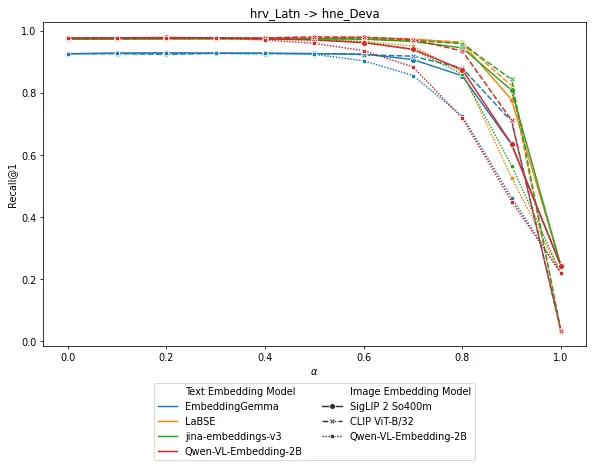 hrv_Latn -> hne_Deva
Recall@1
1.0
0.8
0.6
0.4
0.2
0.0
0.0 0.2 0.4 0.6 0.8 1.0
α
Text Embedding Model
EmbeddingGemma
LaBSE
jina-embeddings-v3
Qwen-VL-Embedding-2B
Image Embedding Model
SigLIP 2 So400m
CLIP ViT-B/32
Qwen-VL-Embedding-2B